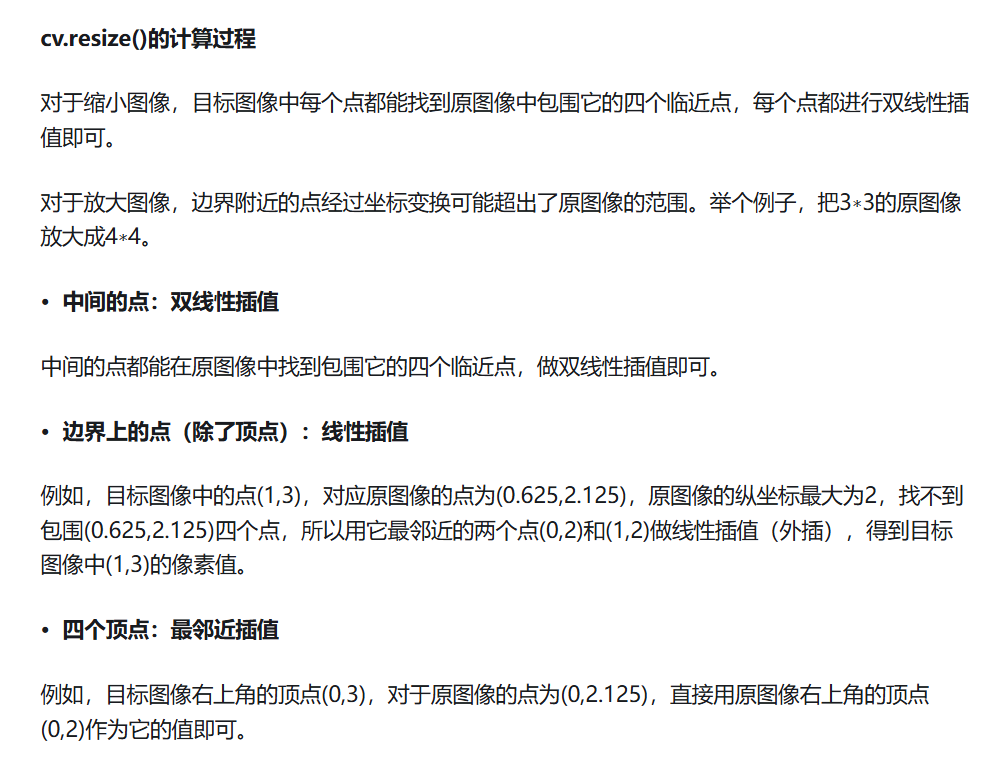 cv.resize()的计算过程
对于缩小图像，目标图像中每个点都能找到原图像中包围它的四个临近点，每个点都进行双线性插
值即可。
对于放大图像，边界附近的点经过坐标变换可能超出了原图像的范围。举个例子，把3*3的原图像
放大成4*4。
• 中间的点：双线性插值
中间的点都能在原图像中找到包围它的四个临近点，做双线性插值即可。
• 边界上的点（除了顶点）：线性插值
例如，目标图像中的点(1,3)，对应原图像的点为(0.625,2.125)，原图像的纵坐标最大为2，找不到
包围(0.625,2.125)四个点，所以用它最邻近的两个点(0,2)和(1,2)做线性插值（外插），得到目标
图像中(1,3)的像素值。
• 四个顶点：最邻近插值
例如，目标图像右上角的顶点(0,3)，对于原图像的点为(0,2.125)，直接用原图像右上角的顶点
(0,2)作为它的值即可。